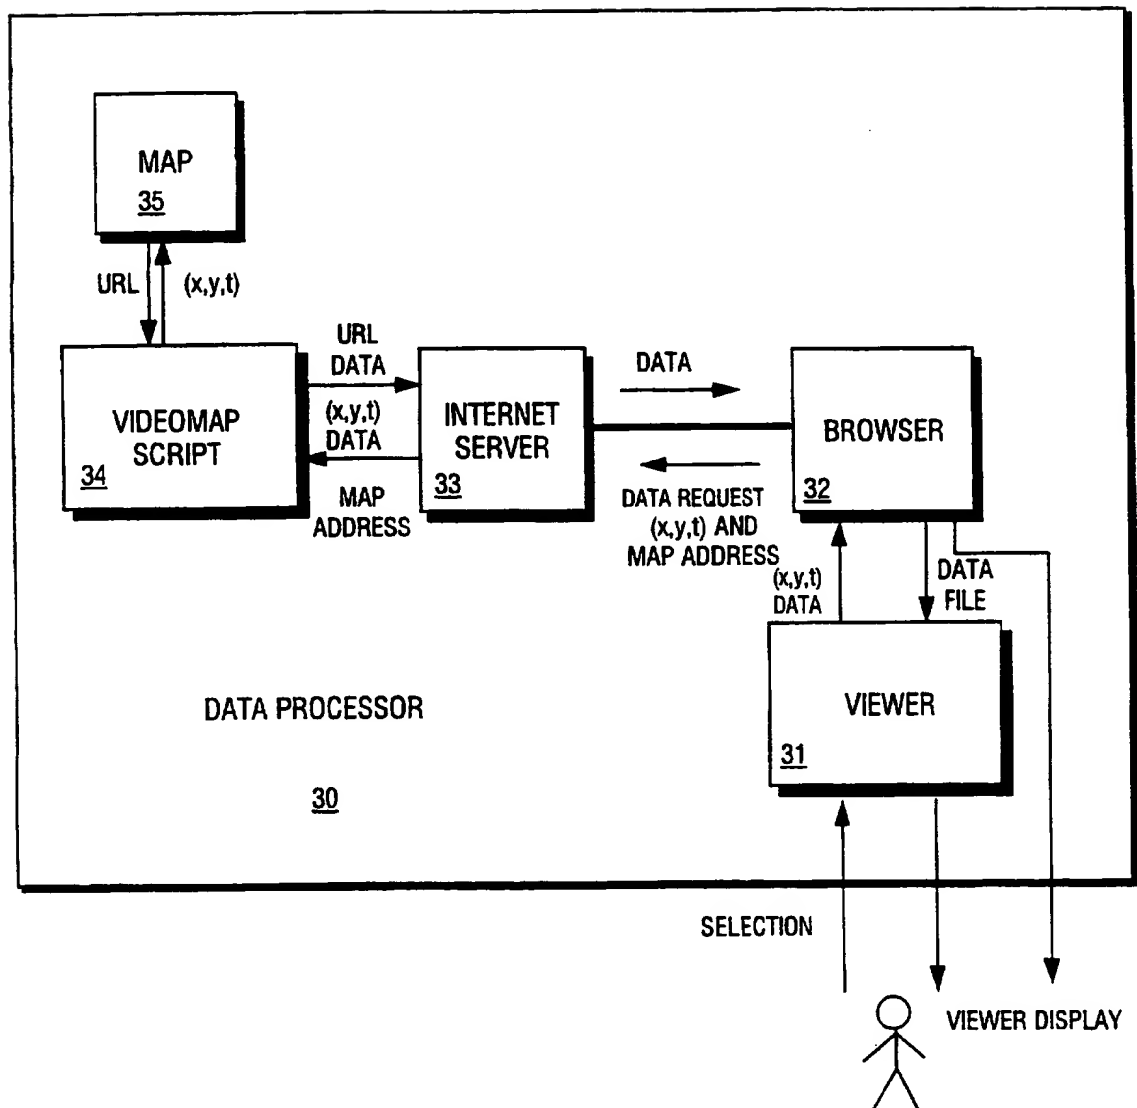 MAP
35
URL
(x,y,t)
URL
DATA
(x,y,t)
DATA
MAP
ADDRESS
VIDEOMAP
SCRIPT
34
INTERNET
SERVER
33
DATA
DATA REQUEST
(x,y,t) AND
MAP ADDRESS
BROWSER
32
(x,y,t)
DATA
DATA
FILE
VIEWER
31
DATA PROCESSOR
30
SELECTION
VIEWER DISPLAY